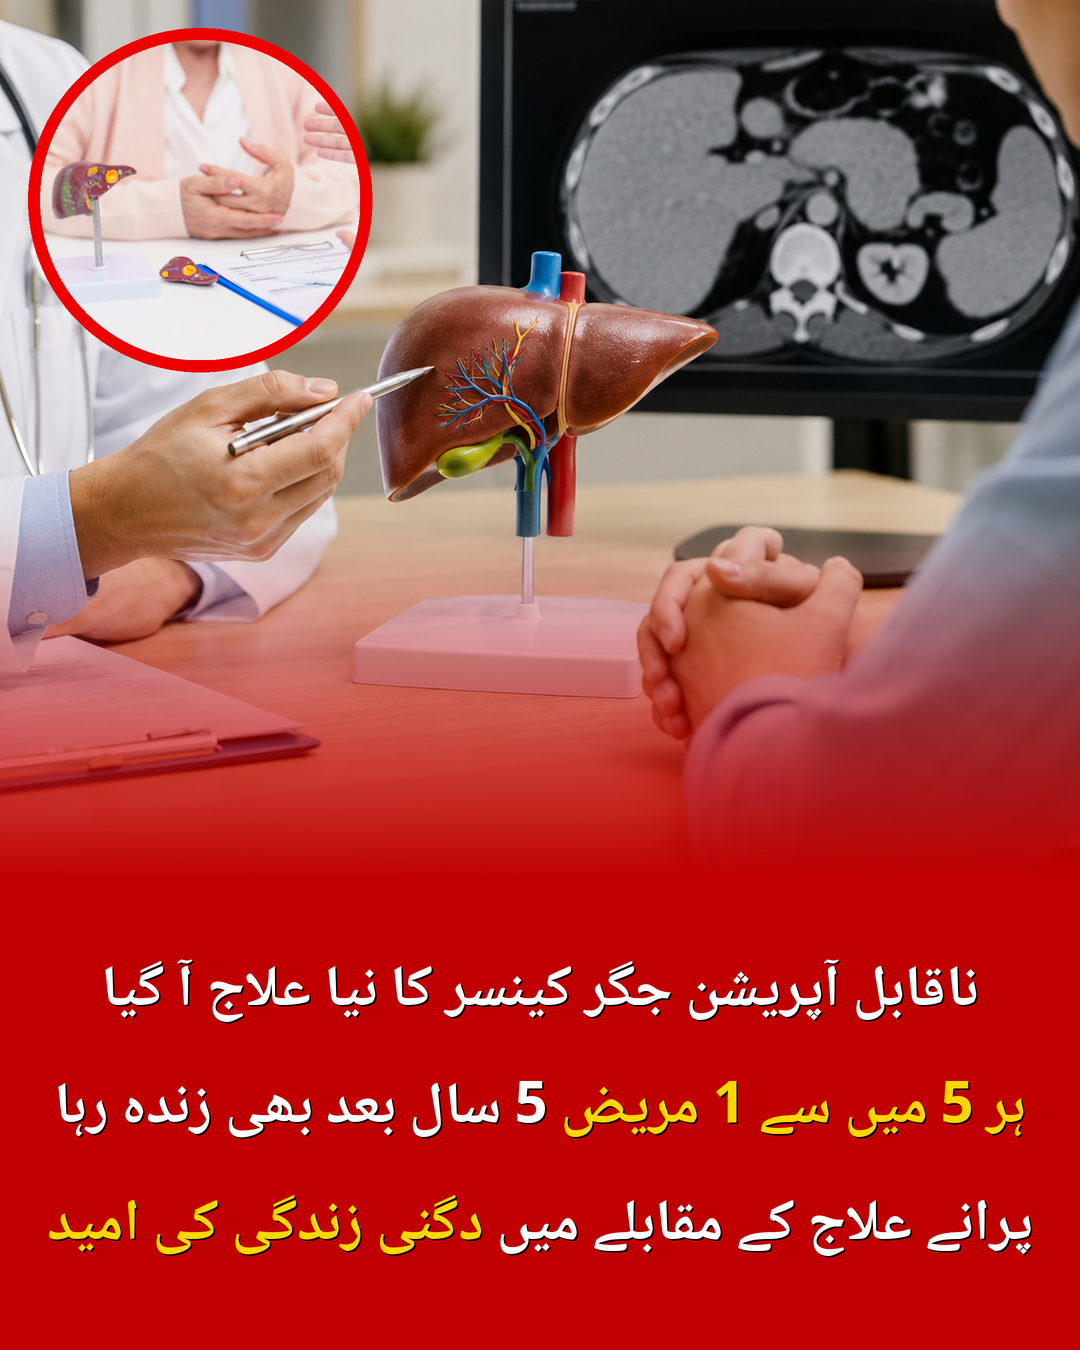 ناقابل آپریشن جگر کینسر کا نیا علاج آ گیا
ہر 5 میں سے 1 مریض 5 سال بعد بھی زندہ رہا
پرانے علاج کے مقابلے میں دگنی زندگی کی امید